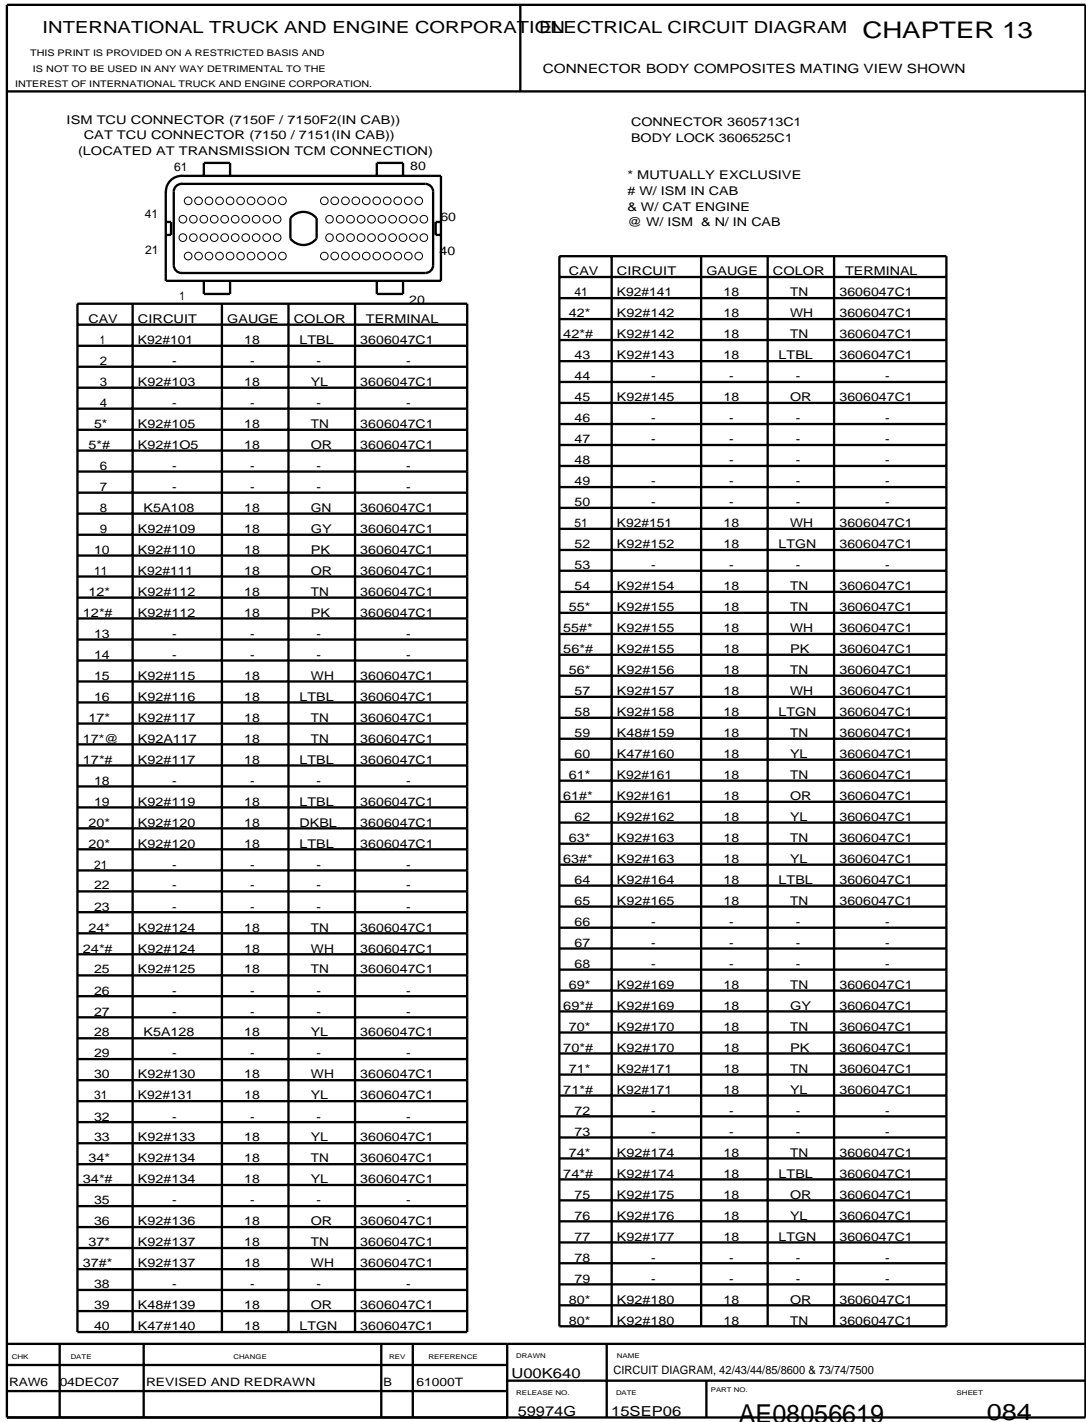 INTERNATIONAL TRUCK AND ENGINE CORPORATION
THIS PRINT IS PROVIDED ON A RESTRICTED BASIS AND
IS NOT TO BE USED IN ANY WAY DETRIMENTAL TO THE
INTEREST OF INTERNATIONAL TRUCK AND ENGINE CORPORATION.
ELECTRICAL CIRCUIT DIAGRAM CHAPTER 13
CONNECTOR BODY COMPOSITES MATING VIEW SHOWN
ISM TCU CONNECTOR (7150F / 7150F2(IN CAB))
CAT TCU CONNECTOR (7150 / 7151(IN CAB))
(LOCATED AT TRANSMISSION TCM CONNECTION)
61 80
41 60
21 40
1 20
CAV CIRCUIT GAUGE COLOR TERMINAL
1 K92#101 18 LTBL 3606047C1
2 - - - -
3 K92#103 18 YL 3606047C1
4 - - - -
5* K92#105 18 TN 3606047C1
5*# K92#1O5 18 OR 3606047C1
6 - - - -
7 - - - -
8 K5A108 18 GN 3606047C1
9 K92#109 18 GY 3606047C1
10 K92#110 18 PK 3606047C1
11 K92#111 18 OR 3606047C1
12* K92#112 18 TN 3606047C1
12*# K92#112 18 PK 3606047C1
13 - - - -
14 - - - -
15 K92#115 18 WH 3606047C1
16 K92#116 18 LTBL 3606047C1
17* K92#117 18 TN 3606047C1
17*@ K92A117 18 TN 3606047C1
17*# K92#117 18 LTBL 3606047C1
18 - - - -
19 K92#119 18 LTBL 3606047C1
20* K92#120 18 DKBL 3606047C1
20* K92#120 18 LTBL 3606047C1
21 - - - -
22 - - - -
23 - - - -
24* K92#124 18 TN 3606047C1
24*# K92#124 18 WH 3606047C1
25 K92#125 18 TN 3606047C1
26 - - - -
27 - - - -
28 K5A128 18 YL 3606047C1
29 - - - -
30 K92#130 18 WH 3606047C1
31 K92#131 18 YL 3606047C1
32 - - - -
33 K92#133 18 YL 3606047C1
34* K92#134 18 TN 3606047C1
34*# K92#134 18 YL 3606047C1
35 - - - -
36 K92#136 18 OR 3606047C1
37* K92#137 18 TN 3606047C1
37#* K92#137 18 WH 3606047C1
38 - - - -
39 K48#139 18 OR 3606047C1
40 K47#140 18 LTGN 3606047C1
CONNECTOR 3605713C1
BODY LOCK 3606525C1
* MUTUALLY EXCLUSIVE
# W/ ISM IN CAB
& W/ CAT ENGINE
@ W/ ISM & N/ IN CAB
CAV CIRCUIT GAUGE COLOR TERMINAL
41 K92#141 18 TN 3606047C1
42* K92#142 18 WH 3606047C1
42*# K92#142 18 TN 3606047C1
43 K92#143 18 LTBL 3606047C1
44 - - - -
45 K92#145 18 OR 3606047C1
46 - - - -
47 - - - -
48 - - -
49 - - - -
50 - - - -
51 K92#151 18 WH 3606047C1
52 K92#152 18 LTGN 3606047C1
53 - - - -
54 K92#154 18 TN 3606047C1
55* K92#155 18 TN 3606047C1
55#* K92#155 18 WH 3606047C1
56*# K92#155 18 PK 3606047C1
56* K92#156 18 TN 3606047C1
57 K92#157 18 WH 3606047C1
58 K92#158 18 LTGN 3606047C1
59 K48#159 18 TN 3606047C1
60 K47#160 18 YL 3606047C1
61* K92#161 18 TN 3606047C1
61#* K92#161 18 OR 3606047C1
62 K92#162 18 YL 3606047C1
63* K92#163 18 TN 3606047C1
63#* K92#163 18 YL 3606047C1
64 K92#164 18 LTBL 3606047C1
65 K92#165 18 TN 3606047C1
66 - - - -
67 - - - -
68 - - - -
69* K92#169 18 TN 3606047C1
69*# K92#169 18 GY 3606047C1
70* K92#170 18 TN 3606047C1
70*# K92#170 18 PK 3606047C1
71* K92#171 18 TN 3606047C1
71*# K92#171 18 YL 3606047C1
72 - - - -
73 - - - -
74* K92#174 18 TN 3606047C1
74*# K92#174 18 LTBL 3606047C1
75 K92#175 18 OR 3606047C1
76 K92#176 18 YL 3606047C1
77 K92#177 18 LTGN 3606047C1
78 - - - -
79 - - - -
80* K92#180 18 OR 3606047C1
80* K92#180 18 TN 3606047C1
CHK DATE CHANGE REV REFERENCE
RAW6 04DEC07 REVISED AND REDRAWN B 61000T
DRAWN
U00K640
NAME
CIRCUIT DIAGRAM, 42/43/44/85/8600 & 73/74/7500
RELEASE NO.
59974G
DATE
15SEP06
PART NO.
AE08056619
SHEET
084